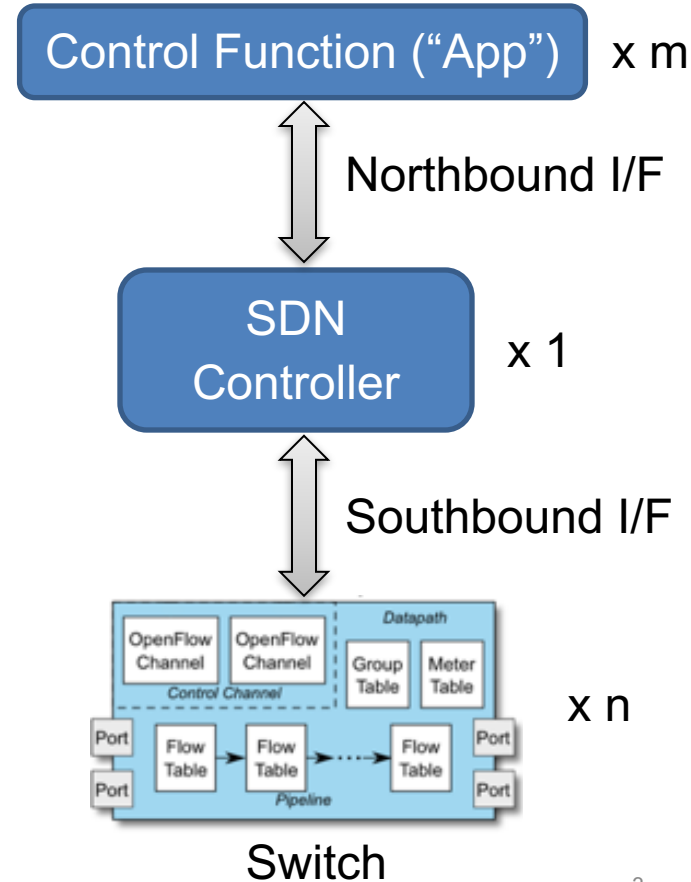 Control Function (“App”)
x m
Northbound I/F
SDN
Controller
x 1
Southbound I/F
Datapath
OpenFlow
Channel
OpenFlow
Channel
Control Channel
Group
Table
Meter
Table
x n
Port
Port
Flow
Table
Flow
Table
Flow
Table
Pipeline
Port
Port
Switch